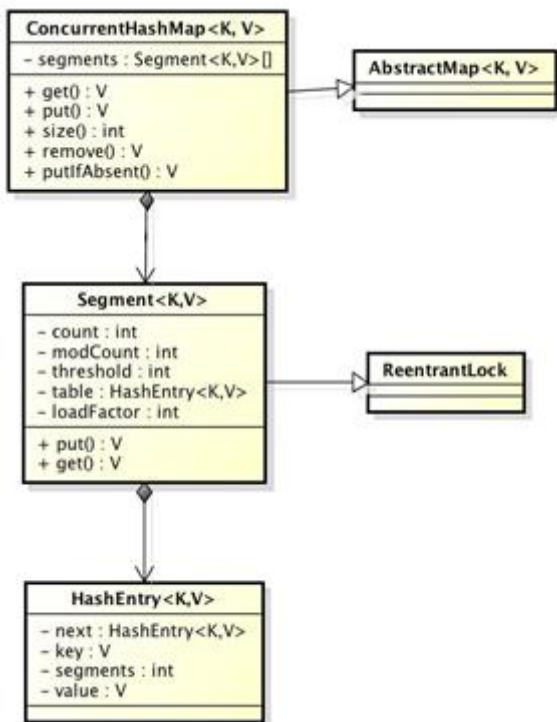 ConcurrentHashMap<K, V>
- segments : Segment<K,V>[]
+ get() : V
+ put() : V
+ size() : int
+ remove() : V
+ putIfAbsent() : V
AbstractMap<K, V>
Segment<K,V>
- count : int
- modCount : int
- threshold : int
- table : HashEntry<K,V>
- loadFactor : int
+ put() : V
+ get() : V
ReentrantLock
HashEntry<K,V>
- next : HashEntry<K,V>
- key : V
- segments : int
- value : V